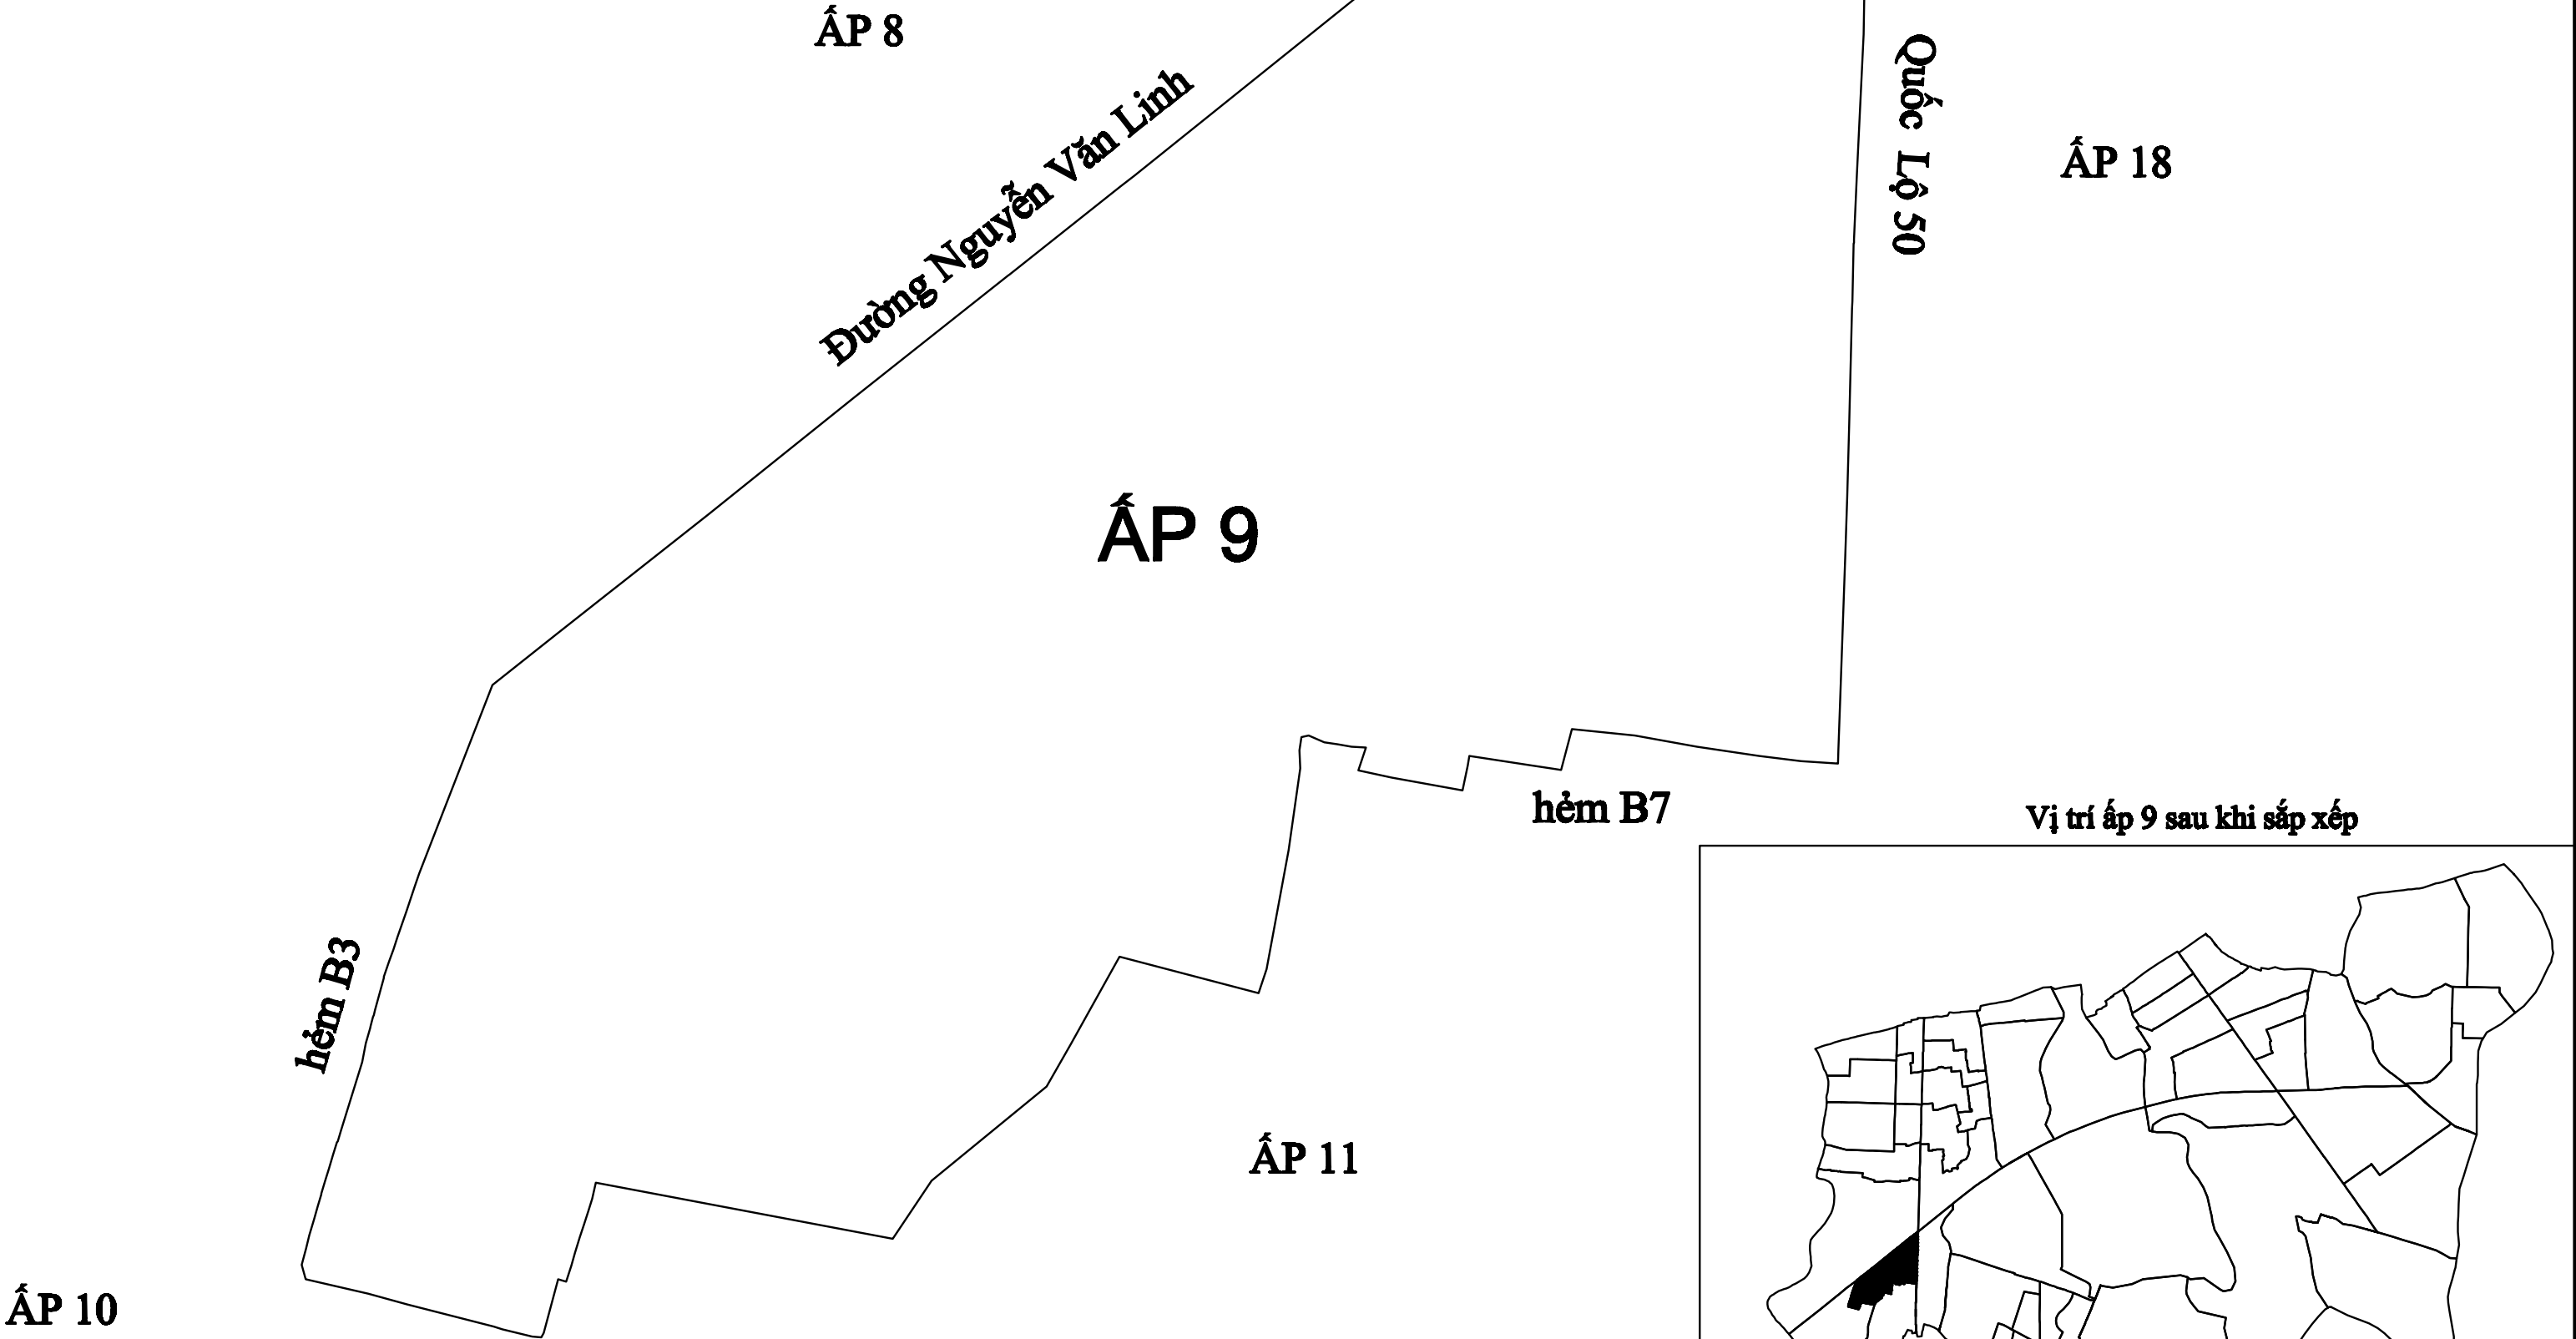 ẤP 8
Quốc Lộ 50
Đường Nguyễn Văn Linh
ẤP 18
ẤP 9
hẻm B7
Vị trí ấp 9 sau khi sắp xếp
hẻm B3
ẤP 11
ẤP 10